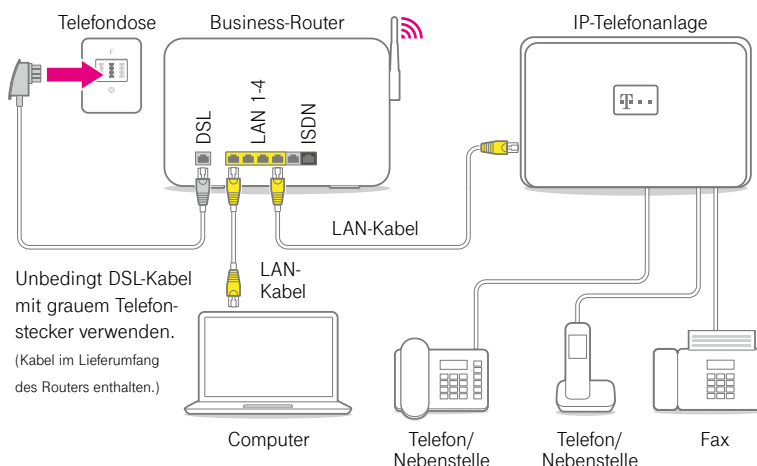 Telefondose
Business-Router
IP-Telefonanlage
F
DSL
LAN 1-4
ISDN
T
LAN-Kabel
LAN-
Kabel
Unbedingt DSL-Kabel
mit grauem Telefon-
stecker verwenden.
(Kabel im Lieferumfang
des Routers enthalten.)
Computer
Telefon/
Nebenstelle
Telefon/
Nebenstelle
Fax